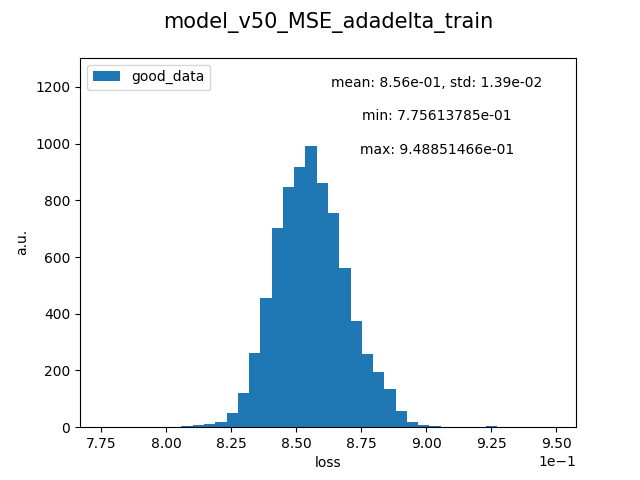 model_v50_MSE_adadelta_train
good_data
mean: 8.56e-01, std: 1.39e-02
min: 7.75613785e-01
max: 9.48851466e-01
1200
1000
800
600
400
200
0
a.u.
7.75 8.00 8.25 8.50 8.75 9.00 9.25 9.50
loss
1e−1